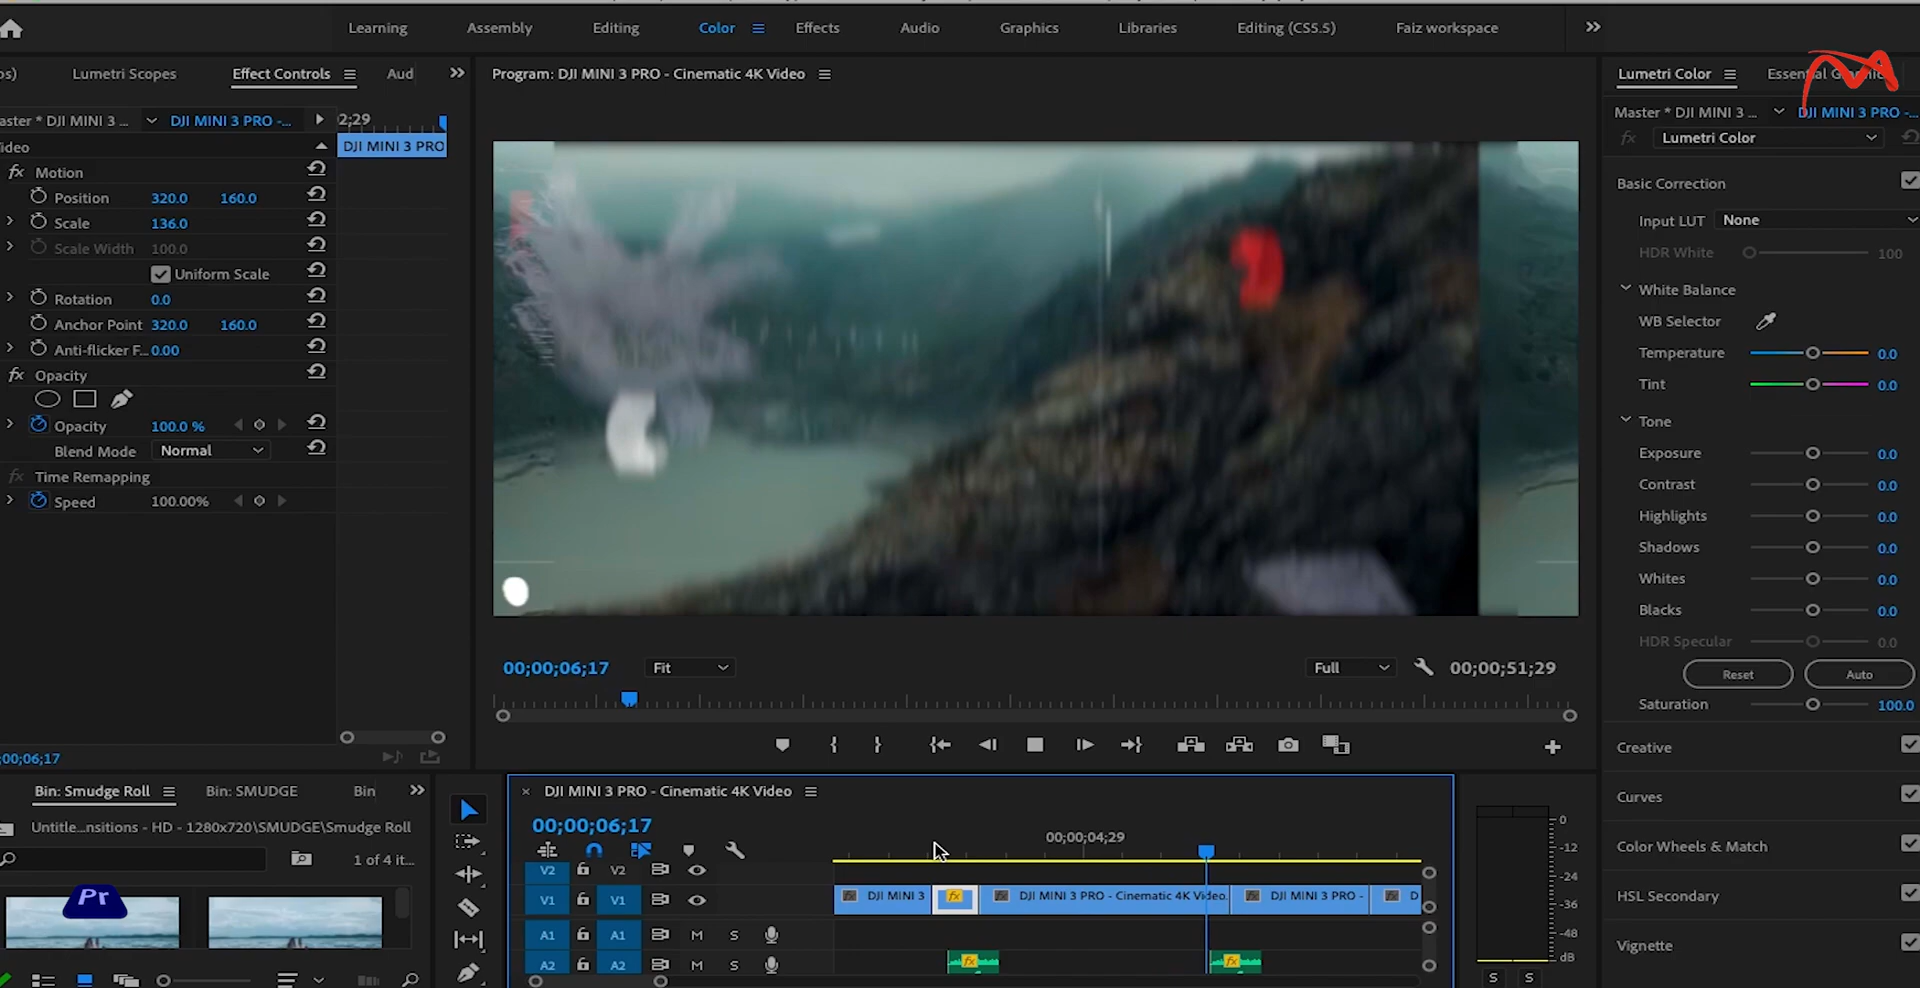 Learning Assembly Editing Color Effects Audio Graphics Libraries Editing (CS5.5) Faiz workspace
os) Lumetri Scopes Effect Controls Aud
Program: DJI MINI 3 PRO - Cinematic 4K Video
Lumetri Color
aster * DJI MINI 3 ... DJI MINI 3 PRO -... 2;29
ideo DJI MINI 3 PRO
fx Motion
Position 320.0 160.0
Scale 136.0
Scale Width 100.0
Uniform Scale
Rotation 0.0
Anchor Point 320.0 160.0
Anti-flicker F... 0.00
fx Opacity
Opacity 100.0 %
Blend Mode Normal
fx Time Remapping
Speed 100.00%
;00;06;17
00;00;06;17 Fit Full 00;00;51;29
Master * DJI MINI 3 ... DJI MINI 3 PRO -...
fx Lumetri Color
Basic Correction
Input LUT None
HDR White 100
White Balance
WB Selector
Temperature 0.0
Tint 0.0
Tone
Exposure 0.0
Contrast 0.0
Highlights 0.0
Shadows 0.0
Whites 0.0
Blacks 0.0
HDR Specular 0.0
Reset Auto
Saturation 100.0
Creative
Curves
Color Wheels & Match
HSL Secondary
Vignette
Bin: Smudge Roll Bin: SMUDGE Bin
Untitle...nsitions - HD - 1280x720\SMUDGE\Smudge Roll
1 of 4 it...
Pr
DJI MINI 3 PRO - Cinematic 4K Video
00;00;06;17
00;00;04;29
V2 V2
V1 V1 DJI MINI 3 fx DJI MINI 3 PRO - Cinematic 4K Video. DJI MINI 3 PRO - D
A1 A1 M S
A2 A2 M S fx fx
0
-12
-24
-36
-48
dB
S S